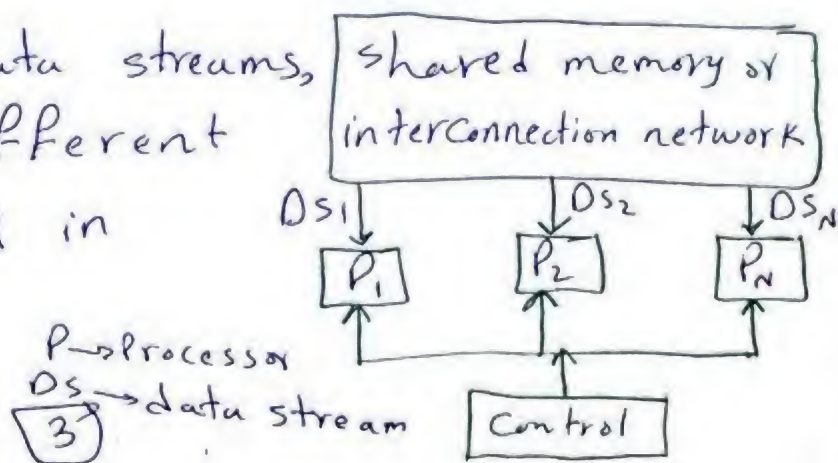 streams, shared memory or
fferent interconnection network
in DS1 DS2 DSN
P1 P2 PN
P → Processor
DS → data stream
3 Control